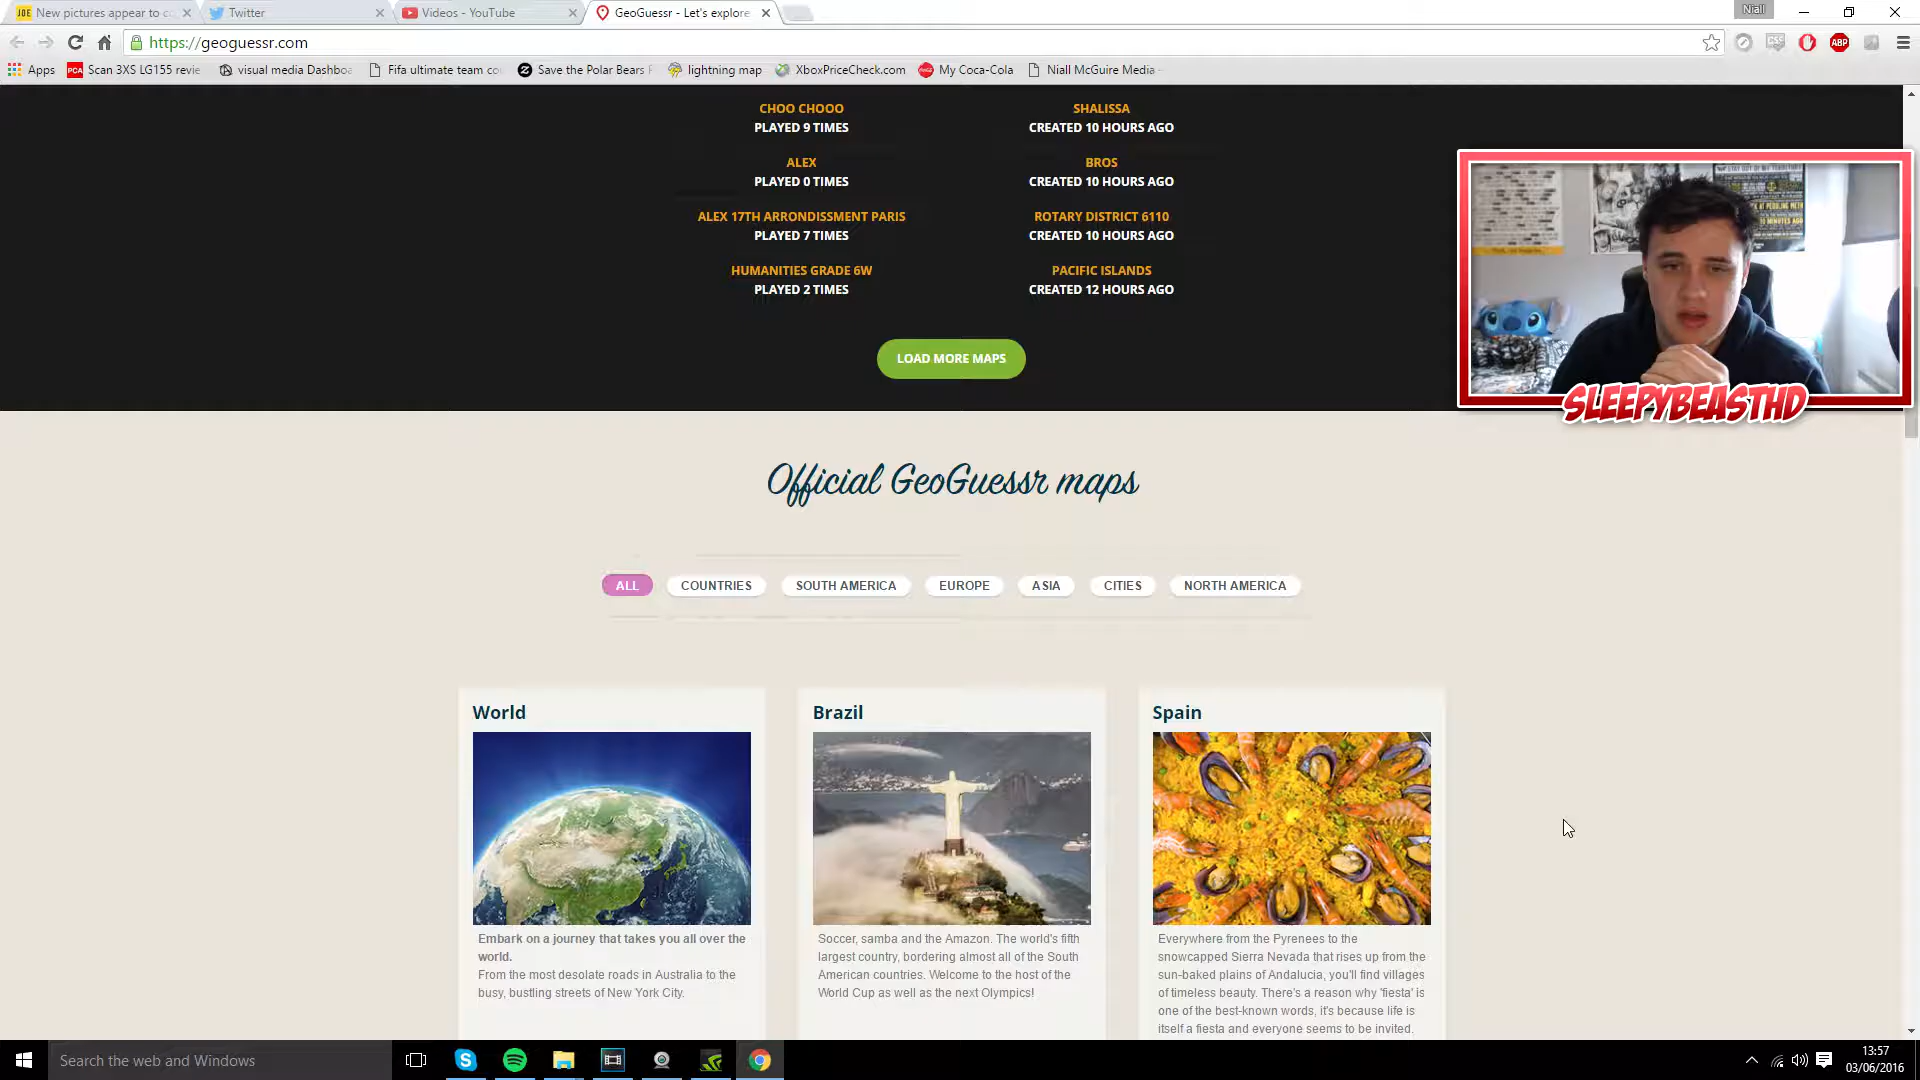 New pictures appear to co
Twitter
Videos - YouTube
GeoGuessr - Let's explore
Niall
https://geoguessr.com
Apps
Scan 3XS LG155 revie
visual media Dashboa
Fifa ultimate team co
Save the Polar Bears
lightning map
XboxPriceCheck.com
My Coca-Cola
Niall McGuire Media
CHOO CHOOO
PLAYED 9 TIMES
SHALISSA
CREATED 10 HOURS AGO
ALEX
PLAYED 0 TIMES
BROS
CREATED 10 HOURS AGO
ALEX 17TH ARRONDISSMENT PARIS
PLAYED 7 TIMES
ROTARY DISTRICT 6110
CREATED 10 HOURS AGO
HUMANITIES GRADE 6W
PLAYED 2 TIMES
PACIFIC ISLANDS
CREATED 12 HOURS AGO
LOAD MORE MAPS
SLEEPYBEASTHD
Official GeoGuessr maps
ALL
COUNTRIES
SOUTH AMERICA
EUROPE
ASIA
CITIES
NORTH AMERICA
World
Embark on a journey that takes you all over the
world.
From the most desolate roads in Australia to the
busy, bustling streets of New York City.
Brazil
Soccer, samba and the Amazon. The world's fifth
largest country, bordering almost all of the South
American countries. Welcome to the host of the
World Cup as well as the next Olympics!
Spain
Everywhere from the Pyrenees to the
snowcapped Sierra Nevada that rises up from the
sun-baked plains of Andalucia, you'll find villages
of timeless beauty. There's a reason why 'fiesta' is
one of the best-known words, it's because life is
itself a fiesta and everyone seems to be invited.
Search the web and Windows
13:57
03/06/2016